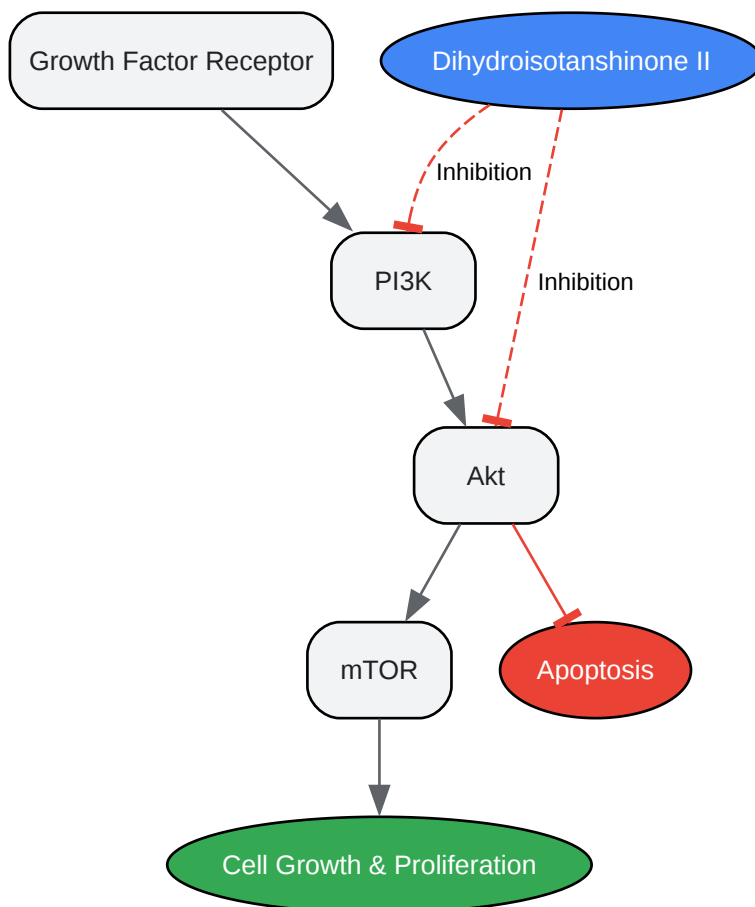 Growth Factor Receptor
Dihydroisotanshinone II
Inhibition
PI3K
Inhibition
Akt
mTOR
Apoptosis
Cell Growth & Proliferation